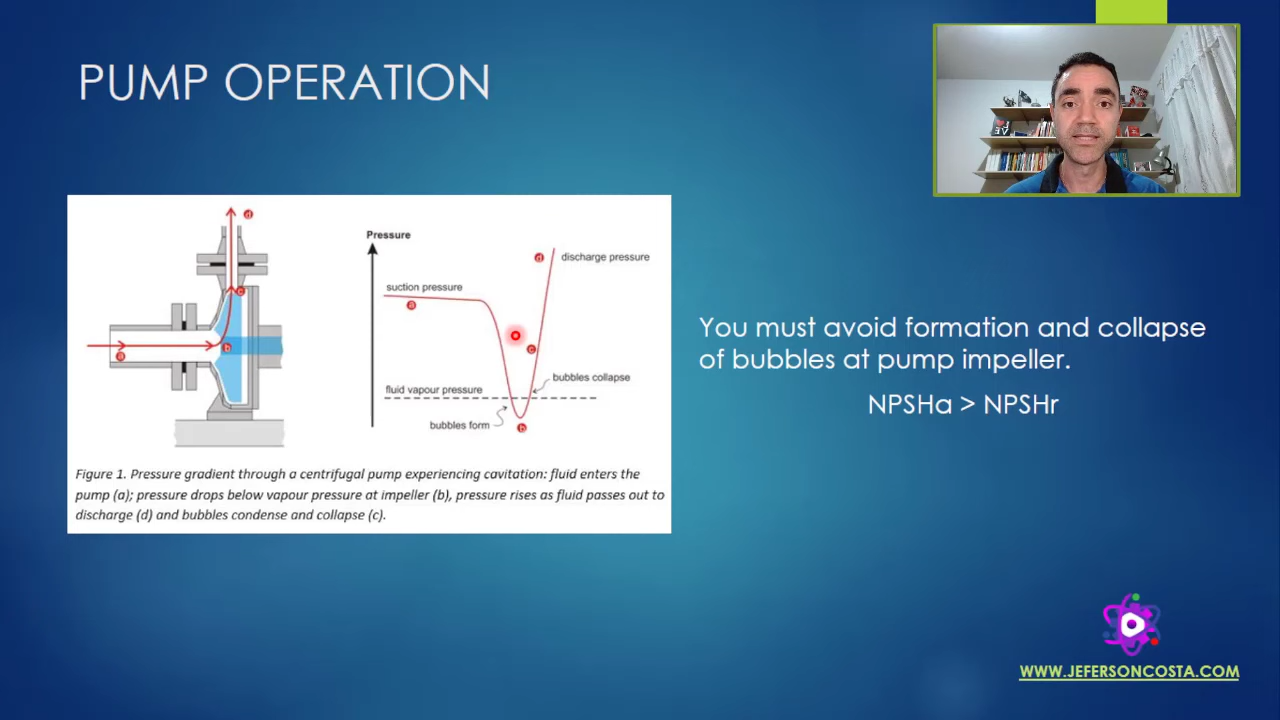 PUMP OPERATION
d
c
b
a
Pressure
suction pressure
a
d
discharge pressure
c
bubbles collapse
fluid vapour pressure
bubbles form
b
Figure 1. Pressure gradient through a centrifugal pump experiencing cavitation: fluid enters the
pump (a); pressure drops below vapour pressure at impeller (b), pressure rises as fluid passes out to
discharge (d) and bubbles condense and collapse (c).
You must avoid formation and collapse
of bubbles at pump impeller.
NPSHa > NPSHr
WWW.JEFERSONCOSTA.COM